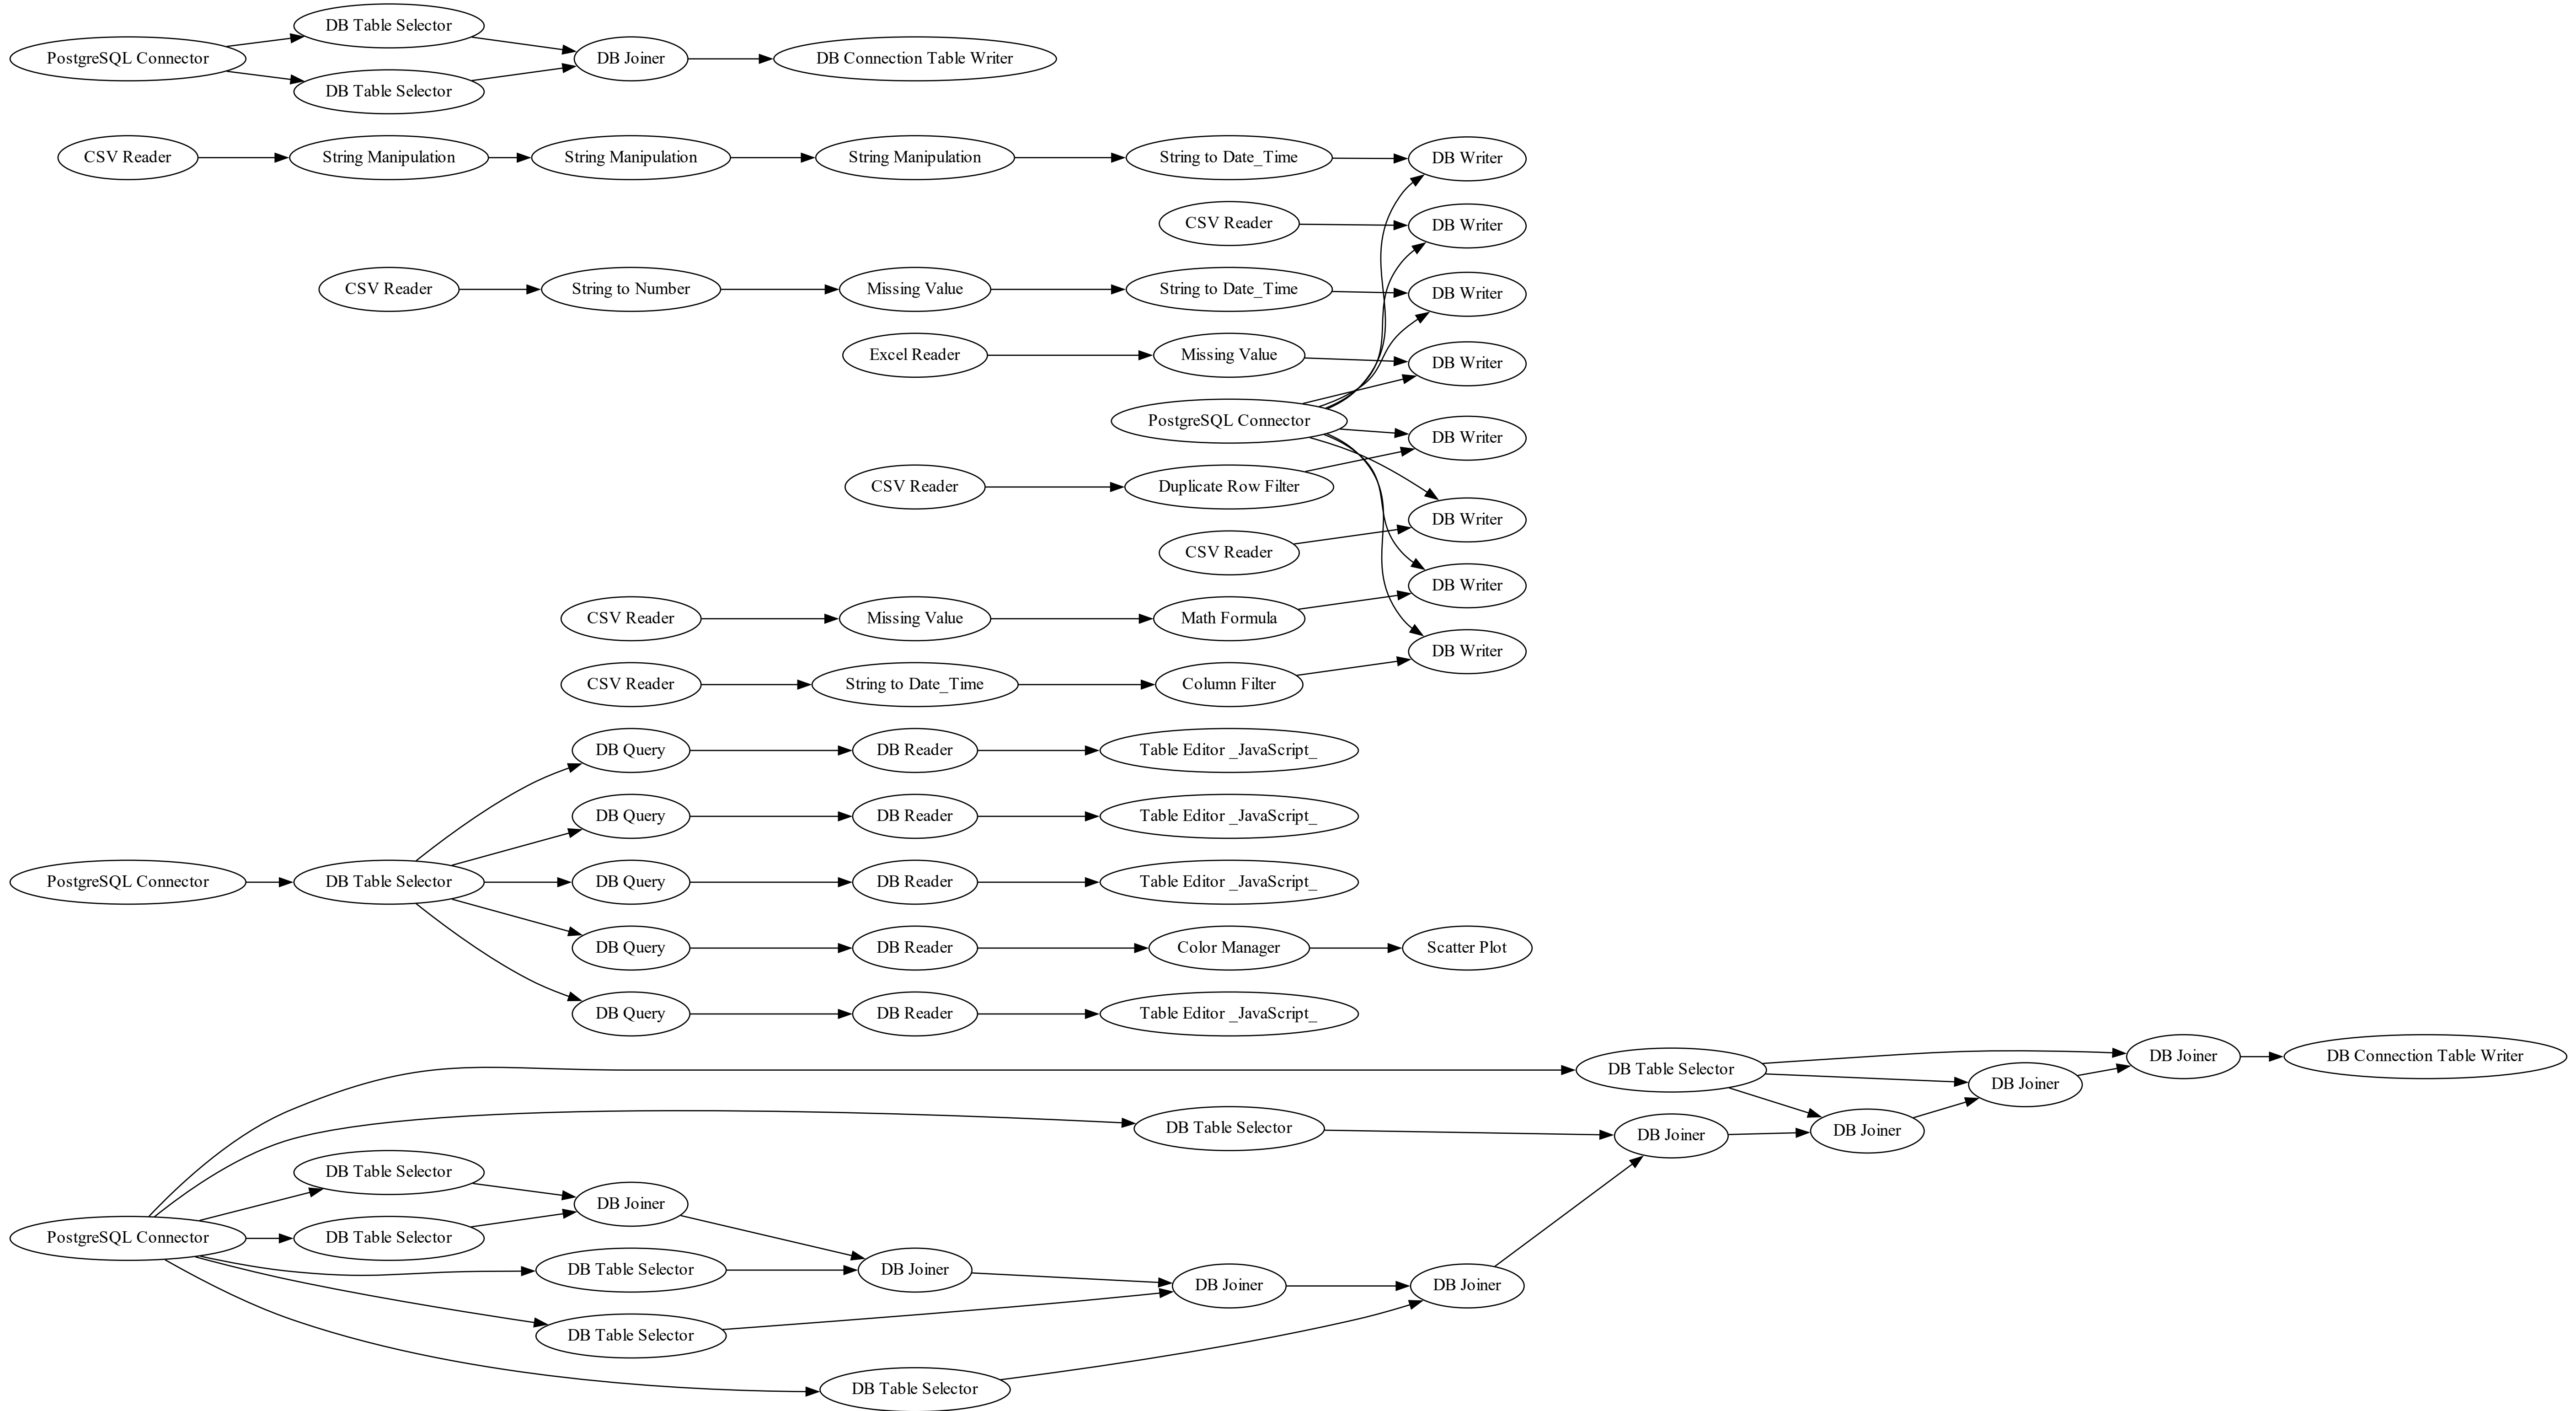 DB Table Selector
PostgreSQL Connector
DB Joiner
DB Connection Table Writer
DB Table Selector
CSV Reader
String Manipulation
String Manipulation
String Manipulation
String to Date_Time
DB Writer
CSV Reader
DB Writer
CSV Reader
String to Number
Missing Value
String to Date_Time
DB Writer
Excel Reader
Missing Value
DB Writer
PostgreSQL Connector
DB Writer
CSV Reader
Duplicate Row Filter
DB Writer
CSV Reader
DB Writer
CSV Reader
Missing Value
Math Formula
DB Writer
CSV Reader
String to Date_Time
Column Filter
DB Query
DB Reader
Table Editor _JavaScript_
DB Query
DB Reader
Table Editor _JavaScript_
PostgreSQL Connector
DB Table Selector
DB Query
DB Reader
Table Editor _JavaScript_
DB Query
DB Reader
Color Manager
Scatter Plot
DB Query
DB Reader
Table Editor _JavaScript_
DB Table Selector
DB Joiner
DB Connection Table Writer
DB Joiner
DB Table Selector
DB Joiner
DB Joiner
DB Table Selector
DB Joiner
PostgreSQL Connector
DB Table Selector
DB Table Selector
DB Joiner
DB Joiner
DB Joiner
DB Table Selector
DB Table Selector